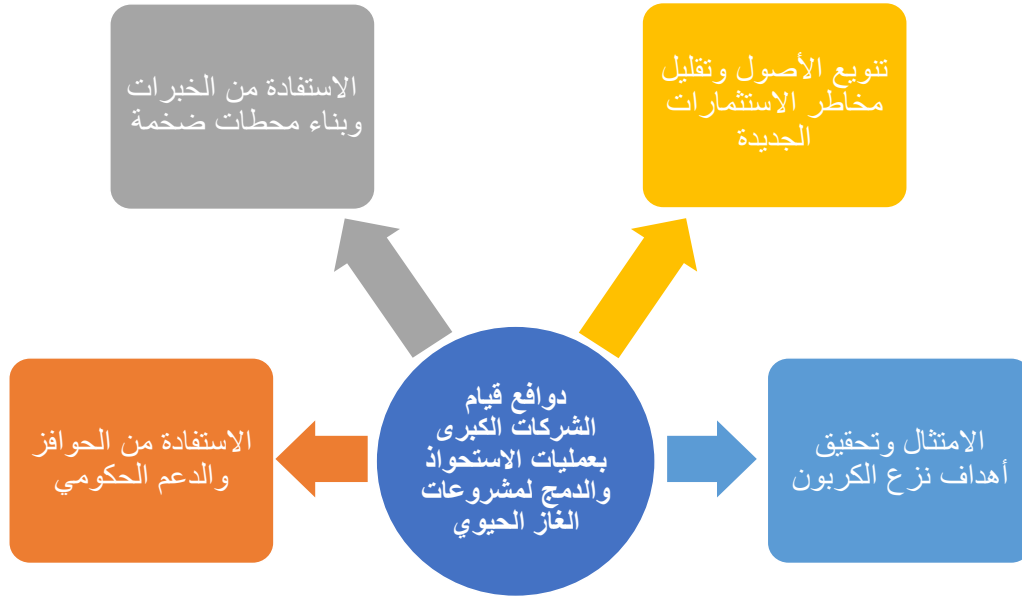 تنويع الأصول وتقليل
مخاطر الاستثمارات
الجديدة
الاستفادة من الخبرات
وبناء محطات ضخمة
دوافع قيام
الشركات الكبرى
بعمليات الاستحواذ
والدمج لمشروعات
الغاز الحيوي
الامتثال وتحقيق
أهداف نزع الكربون
الاستفادة من الحوافز
والدعم الحكومي